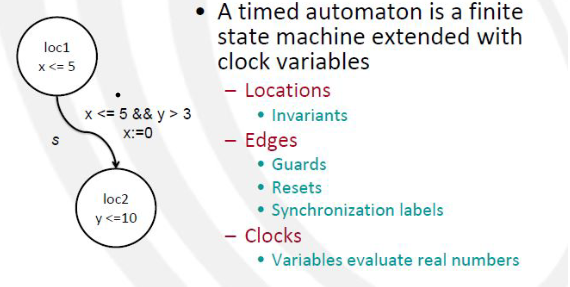 loc1
x <= 5
x <= 5 && y > 3
x:=0
s
loc2
y <=10
• A timed automaton is a finite
state machine extended with
clock variables
– Locations
• Invariants
– Edges
• Guards
• Resets
• Synchronization labels
– Clocks
• Variables evaluate real numbers